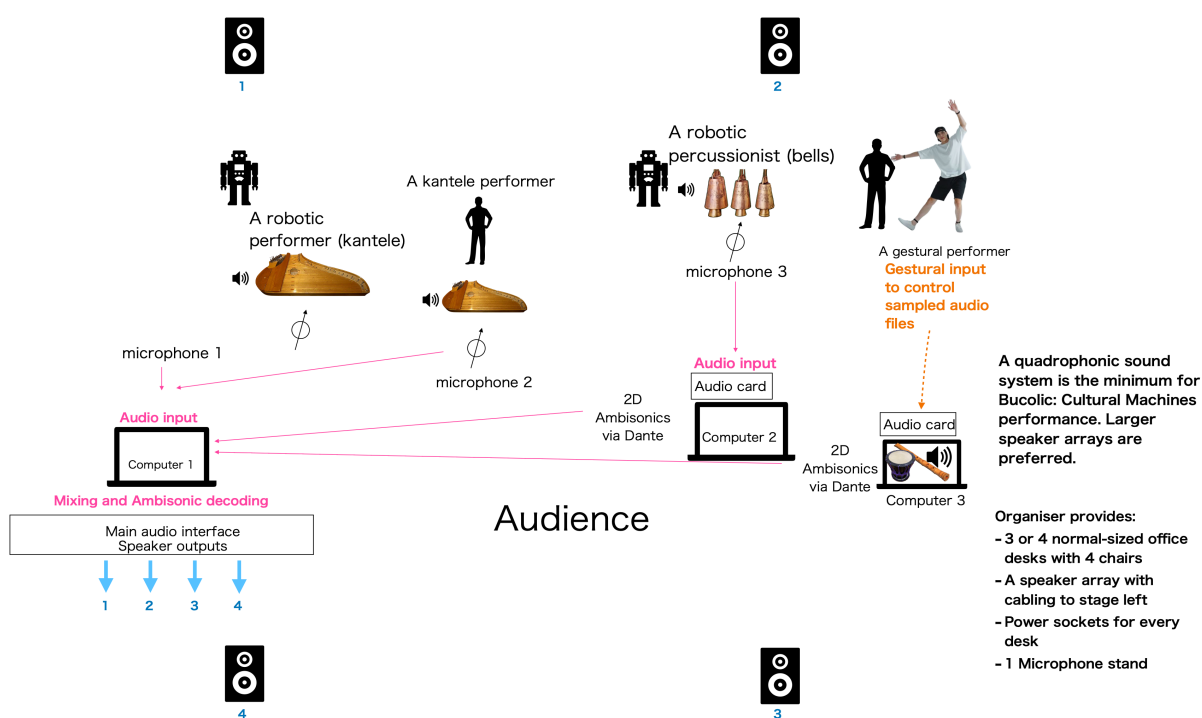 1
2
A robotic
percussionist (bells)
A kantele performer
A robotic
performer (kantele)
microphone 3
A gestural performer
Gestural input
to control
sampled audio
files
microphone 1
microphone 2
Audio input
Audio card
Computer 2
2D
Ambisonics
via Dante
Audio input
Computer 1
Mixing and Ambisonic decoding
Main audio interface
Speaker outputs
1
2
3
4
Audio card
2D
Ambisonics
via Dante
Computer 3
Audience
A quadrophonic sound
system is the minimum for
Bucolic: Cultural Machines
performance. Larger
speaker arrays are
preferred.
Organiser provides:
- 3 or 4 normal-sized office
desks with 4 chairs
- A speaker array with
cabling to stage left
- Power sockets for every
desk
- 1 Microphone stand
4
3